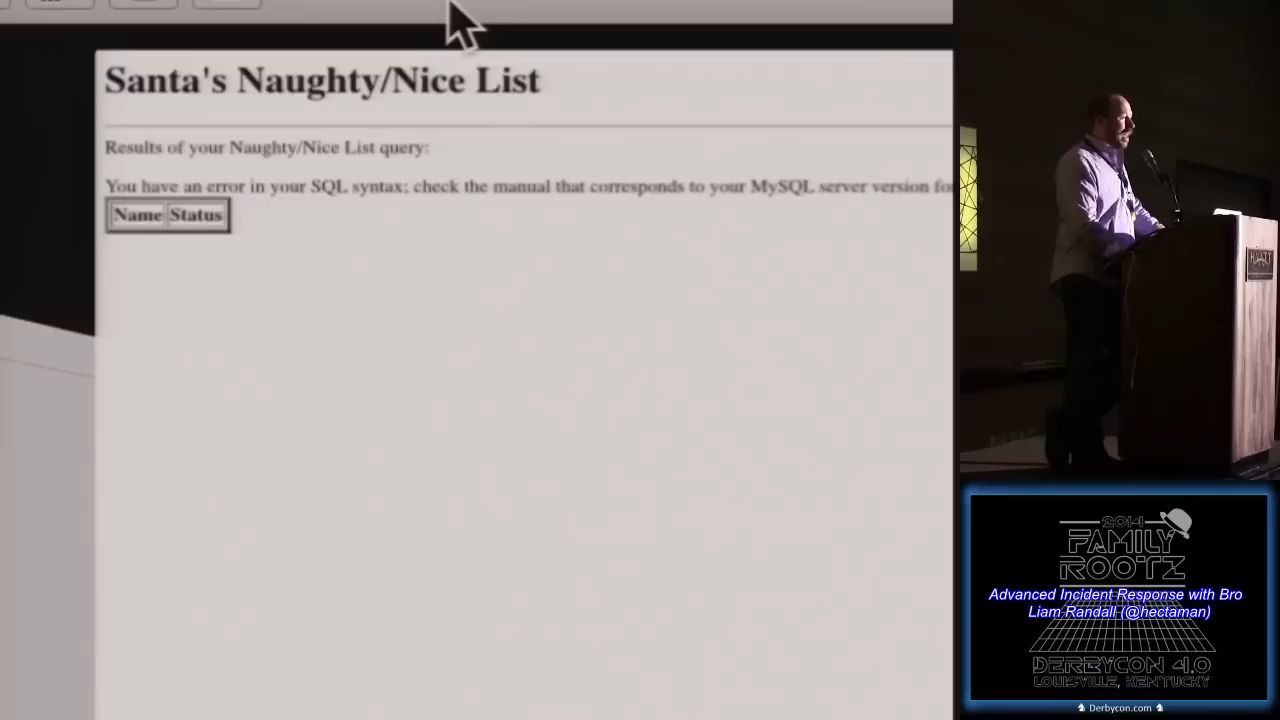 Santa's Naughty/Nice List
Results of your Naughty/Nice List query:
You have an error in your SQL syntax; check the manual that corresponds to your MySQL server version for
Name Status
HYATT
2014
FAMILY
ROOTZ
Advanced Incident Response with Bro
Liam Randall (@hectaman)
DERBYCON 4.0
LOUISVILLE, KENTUCKY
Derbycon.com